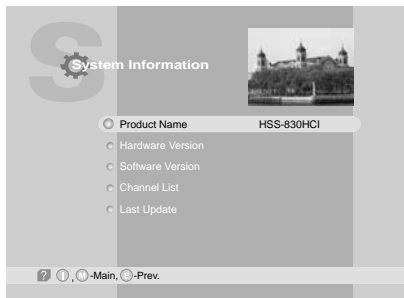 S
System Information
Product Name HSS-830HCI
Hardware Version
Software Version
Channel List
Last Update
? I , M -Main, E -Prev.